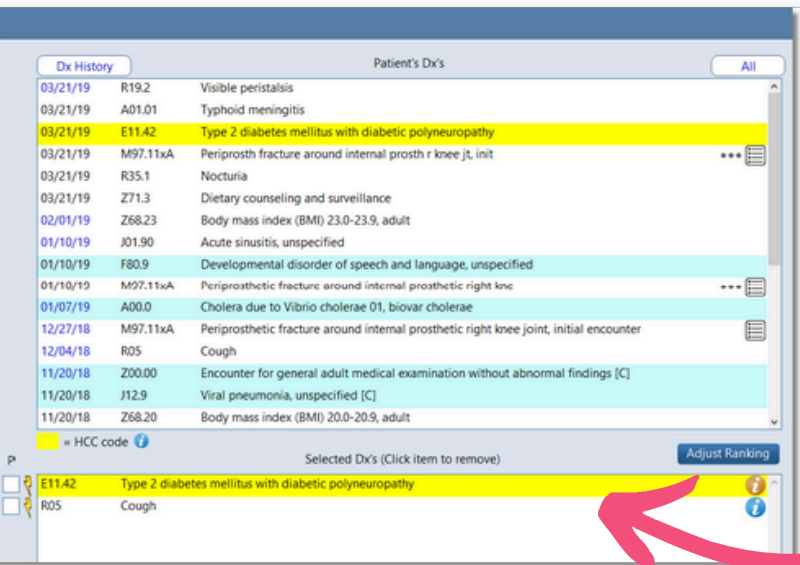 Dx History Patient's Dx's All
03/21/19 R19.2 Visible peristalsis
03/21/19 A01.01 Typhoid meningitis
03/21/19 E11.42 Type 2 diabetes mellitus with diabetic polyneuropathy
03/21/19 M97.11xA Periprosth fracture around internal prosth r knee jt, init
03/21/19 R35.1 Nocturia
03/21/19 Z71.3 Dietary counseling and surveillance
02/01/19 Z68.23 Body mass index (BMI) 23.0-23.9, adult
01/10/19 J01.90 Acute sinusitis, unspecified
01/10/19 F80.9 Developmental disorder of speech and language, unspecified
01/10/19 M97.11xA Periprosthetic fracture around internal prosthetic right kne
01/07/19 A00.0 Cholera due to Vibrio cholerae 01, biovar cholerae
12/27/18 M97.11xA Periprosthetic fracture around internal prosthetic right knee joint, initial encounter
12/04/18 R05 Cough
11/20/18 Z00.00 Encounter for general adult medical examination without abnormal findings [C]
11/20/18 J12.9 Viral pneumonia, unspecified [C]
11/20/18 Z68.20 Body mass index (BMI) 20.0-20.9, adult
= HCC code
Selected Dx's (Click item to remove) Adjust Ranking
E11.42 Type 2 diabetes mellitus with diabetic polyneuropathy
R05 Cough